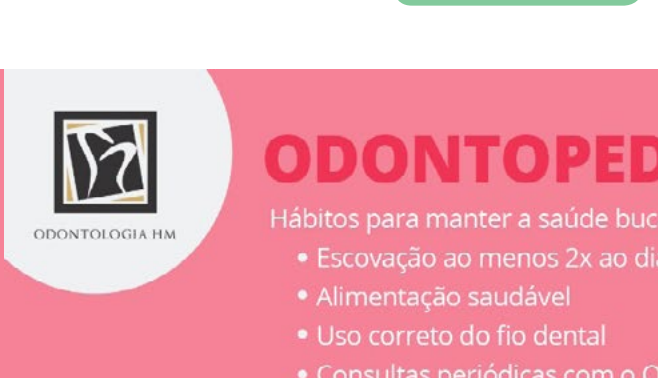 ODONTOLOGIA HM
ODONTOPED
Hábitos para manter a saúde buc
• Escovação ao menos 2x ao dia
• Alimentação saudável
• Uso correto do fio dental
• Consultas periódicas com o O